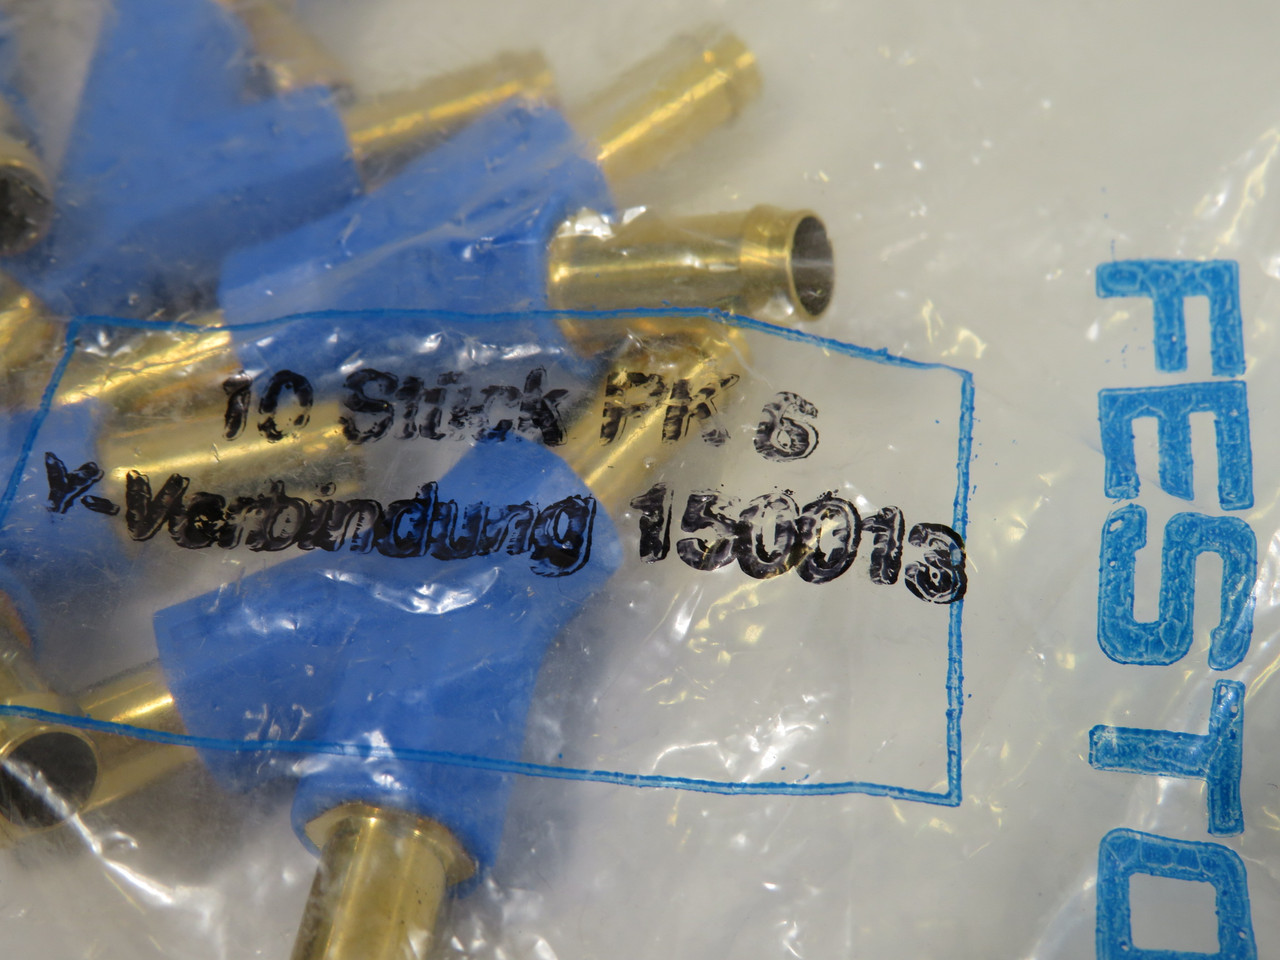 10 Stück PK 6
Y-Verbindung 150013
FESTO